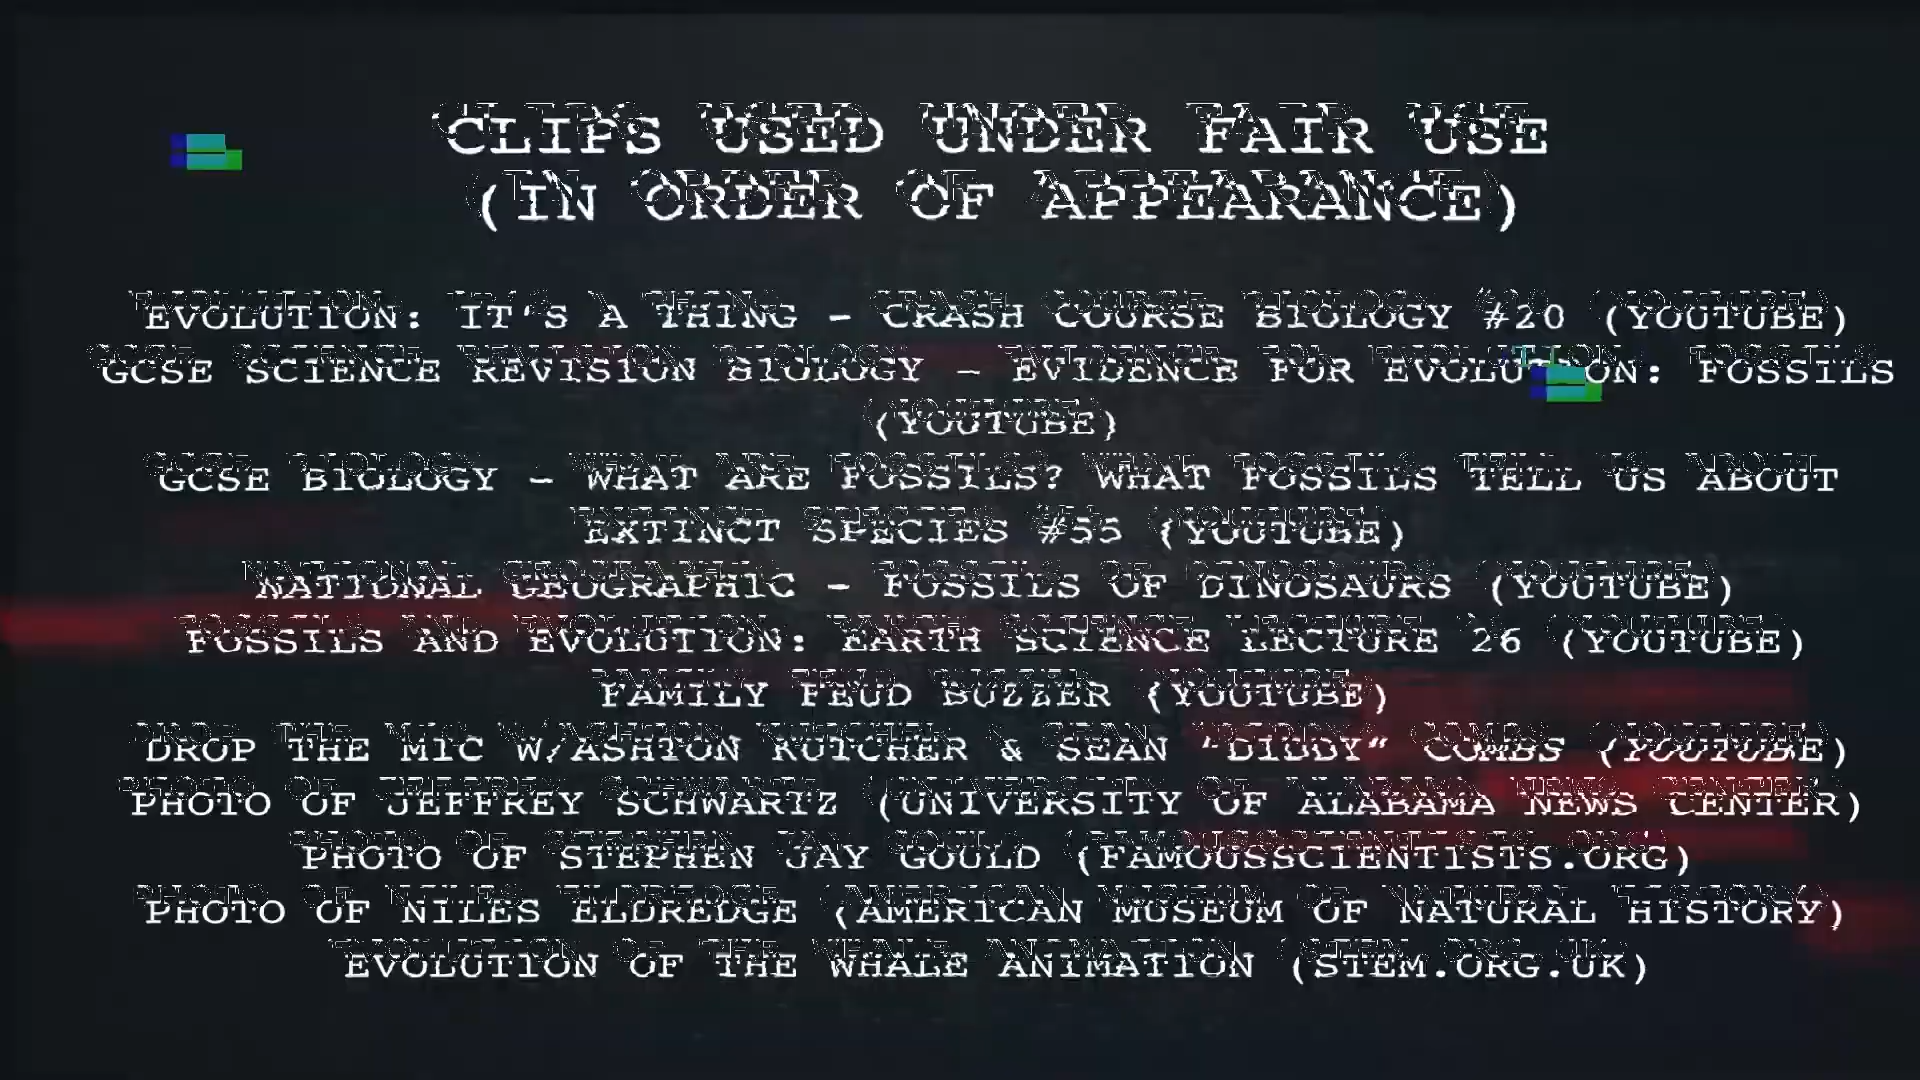 CLIPS USED UNDER FAIR USE
(IN ORDER OF APPEARANCE)
EVOLUTION: IT'S A THING - CRASH COURSE BIOLOGY #20 (YOUTUBE)
GCSE SCIENCE REVISION BIOLOGY - EVIDENCE FOR EVOLUTION: FOSSILS
(YOUTUBE)
GCSE BIOLOGY - WHAT ARE FOSSILS? WHAT FOSSILS TELL US ABOUT
EXTINCT SPECIES #55 (YOUTUBE)
NATIONAL GEOGRAPHIC - FOSSILS OF DINOSAURS (YOUTUBE)
FOSSILS AND EVOLUTION: EARTH SCIENCE LECTURE 26 (YOUTUBE)
FAMILY FEUD BUZZER (YOUTUBE)
DROP THE MIC W/ASHTON KUTCHER & SEAN "DIDDY" COMBS (YOUTUBE)
PHOTO OF JEFFREY SCHWARTZ (UNIVERSITY OF ALABAMA NEWS CENTER)
PHOTO OF STEPHEN JAY GOULD (FAMOUSSCIENTISTS.ORG)
PHOTO OF NILES ELDREDGE (AMERICAN MUSEUM OF NATURAL HISTORY)
EVOLUTION OF THE WHALE ANIMATION (STEM.ORG.UK)